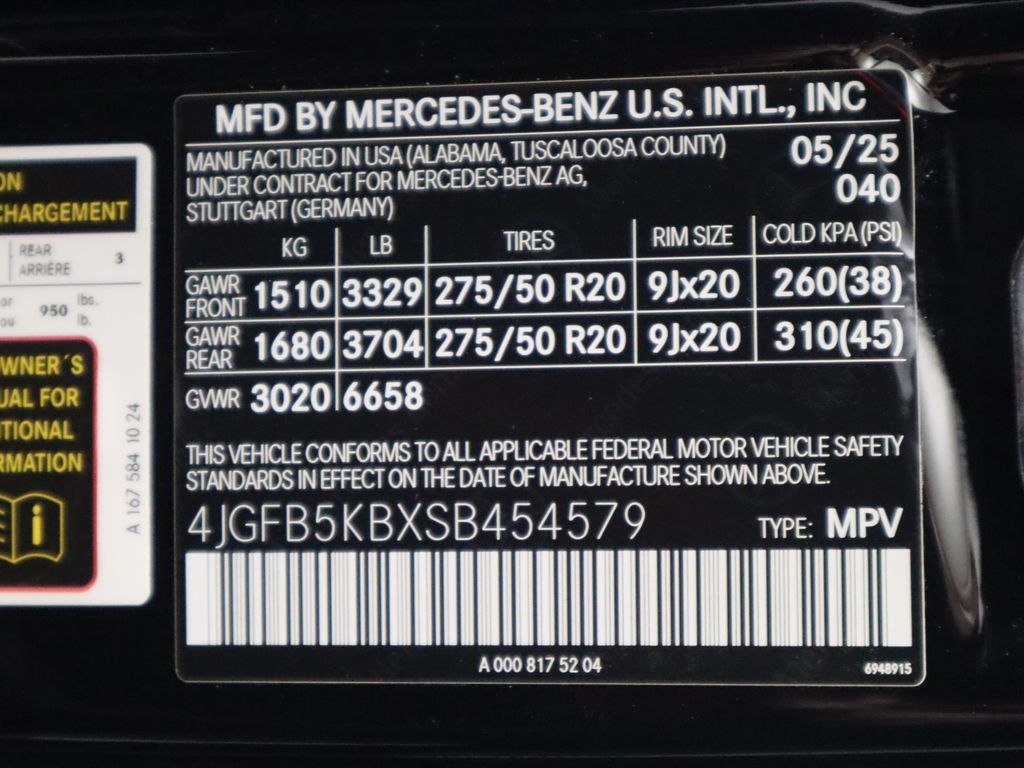 MFD BY MERCEDES-BENZ U.S. INTL., INC
MANUFACTURED IN USA (ALABAMA, TUSCALOOSA COUNTY) 05/25
UNDER CONTRACT FOR MERCEDES-BENZ AG, 040
STUTTGART (GERMANY)
KG LB TIRES RIM SIZE COLD KPA (PSI)
GAWR FRONT 1510 3329 275/50 R20 9Jx20 260(38)
GAWR REAR 1680 3704 275/50 R20 9Jx20 310(45)
GVWR 3020 6658
THIS VEHICLE CONFORMS TO ALL APPLICABLE FEDERAL MOTOR VEHICLE SAFETY
STANDARDS IN EFFECT ON THE DATE OF MANUFACTURE SHOWN ABOVE.
4JGFB5KBXSB454579 TYPE: MPV
A 000 817 52 04
6948915
ON
CHARGEMENT
REAR 3
ARRIÈRE
or 950 lbs.
ou lb.
WNER´S
UAL FOR
ITIONAL
RMATION
A 167 584 10 24